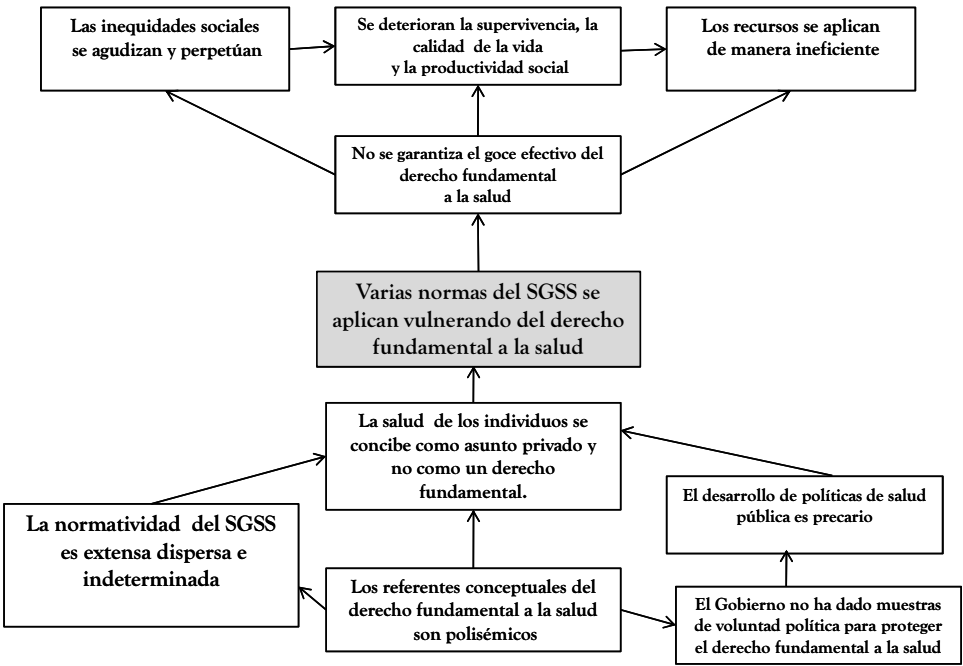 Las inequidades sociales
se agudizan y perpetúan
Se deterioran la supervivencia, la
calidad de la vida
y la productividad social
Los recursos se aplican
de manera ineficiente
No se garantiza el goce efectivo del
derecho fundamental
a la salud
Varias normas del SGSS se
aplican vulnerando del derecho
fundamental a la salud
La salud de los individuos se
concibe como asunto privado y
no como un derecho
fundamental.
El desarrollo de políticas de salud
pública es precario
La normatividad del SGSS
es extensa dispersa e
indeterminada
Los referentes conceptuales del
derecho fundamental a la salud
son polisémicos
El Gobierno no ha dado muestras
de voluntad política para proteger
el derecho fundamental a la salud